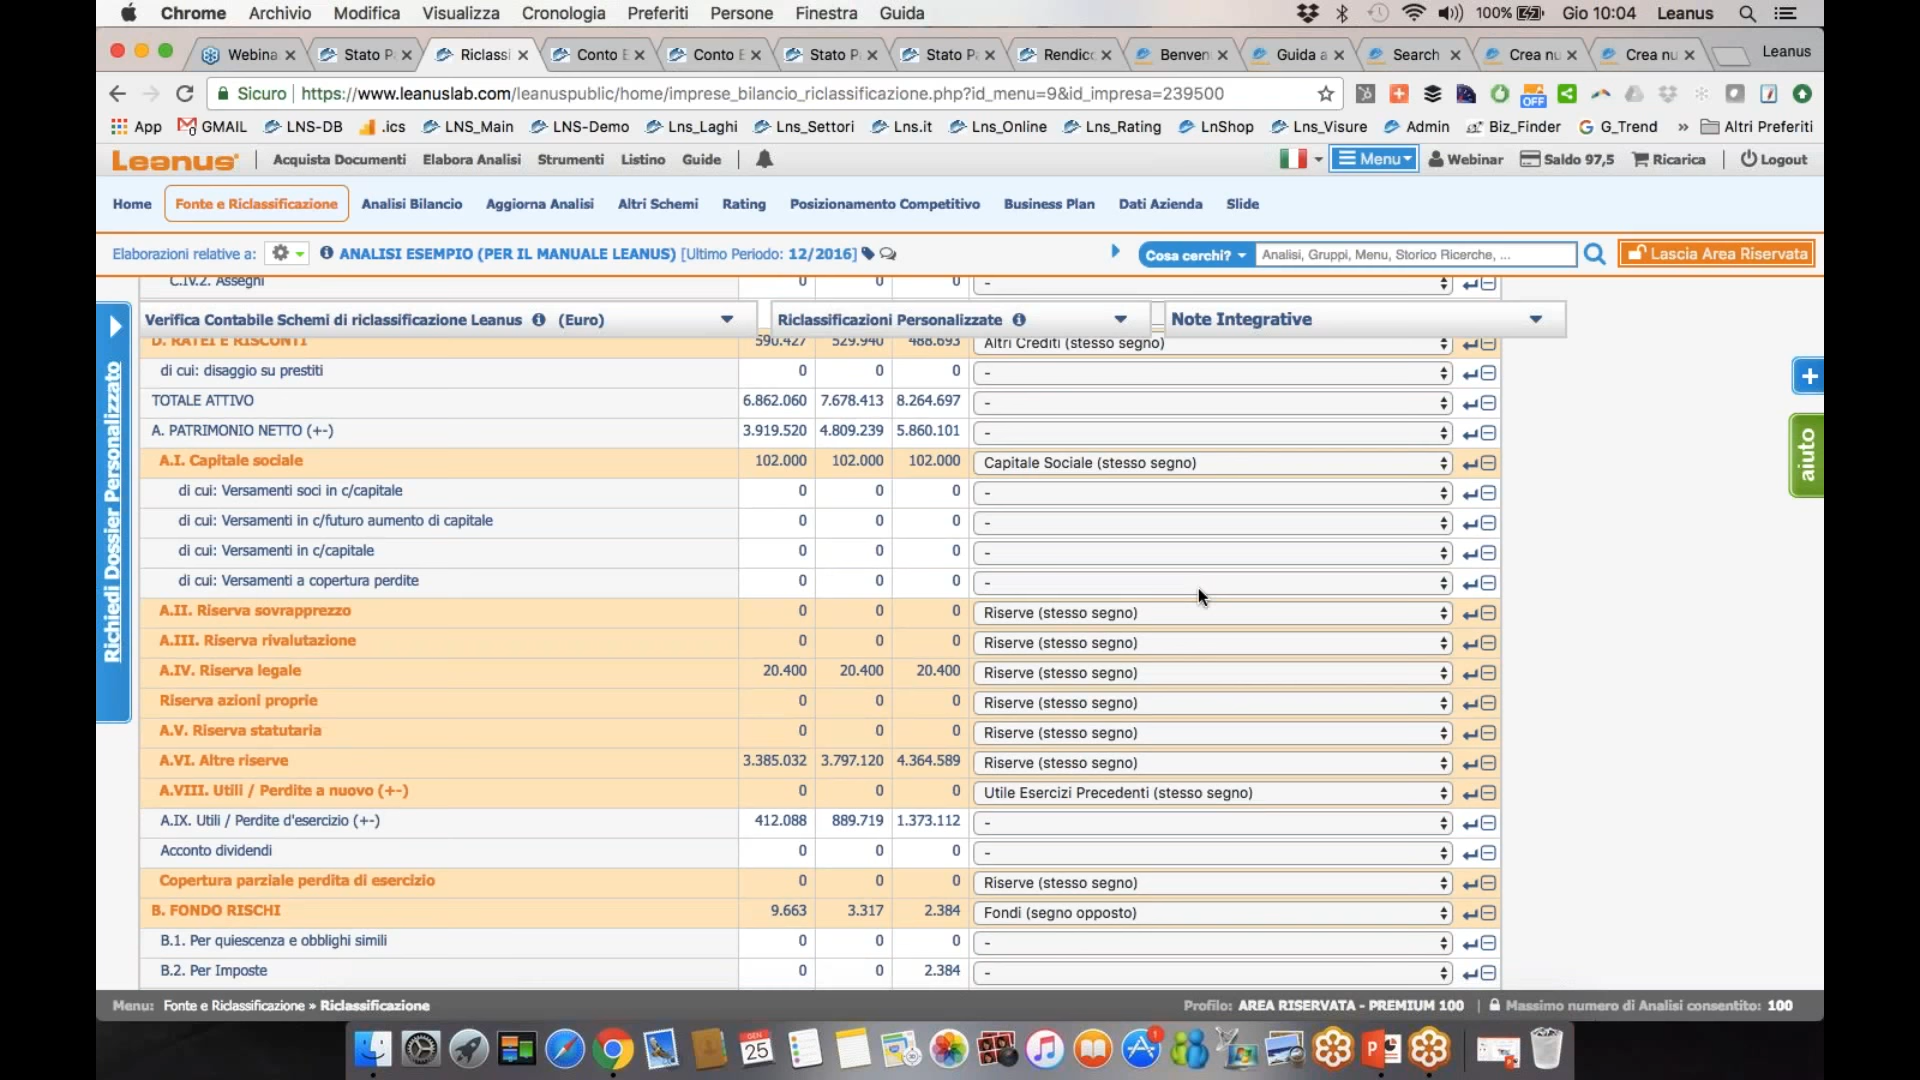 Chrome Archivio Modifica Visualizza Cronologia Preferiti Persone Finestra Guida 100% Gio 10:04 Leanus
Webina Stato P Riclassi Conto E Conto E Stato P Stato P Rendic Benven Guida a Search Crea nu Crea nu Leanus
Sicuro https://www.leanuslab.com/leanuspublic/home/imprese_bilancio_riclassificazione.php?id_menu=9&id_impresa=239500 OFF
App GMAIL LNS-DB .ics LNS_Main LNS-Demo Lns_Laghi Lns_Settori Lns.it Lns_Online Lns_Rating LnShop Lns_Visure Admin Biz_Finder G_Trend » Altri Preferiti
Leanus Acquista Documenti Elabora Analisi Strumenti Listino Guide Menu Webinar Saldo 97,5 Ricarica Logout
Home Fonte e Riclassificazione Analisi Bilancio Aggiorna Analisi Altri Schemi Rating Posizionamento Competitivo Business Plan Dati Azienda Slide
Elaborazioni relative a: ANALISI ESEMPIO (PER IL MANUALE LEANUS) [Ultimo Periodo: 12/2016] Cosa cerchi? Analisi, Gruppi, Menu, Storico Ricerche, ... Lascia Area Riservata
C.IV.2. Assegni 0 0 0 -
Verifica Contabile Schemi di riclassificazione Leanus (Euro) Riclassificazioni Personalizzate Note Integrative
D. RATEI E RISCONTI 590.427 529.940 488.693 Altri Crediti (stesso segno)
di cui: disaggio su prestiti 0 0 0 -
TOTALE ATTIVO 6.862.060 7.678.413 8.264.697 -
A. PATRIMONIO NETTO (+-) 3.919.520 4.809.239 5.860.101 -
A.I. Capitale sociale 102.000 102.000 102.000 Capitale Sociale (stesso segno)
di cui: Versamenti soci in c/capitale 0 0 0 -
di cui: Versamenti in c/futuro aumento di capitale 0 0 0 -
di cui: Versamenti in c/capitale 0 0 0 -
di cui: Versamenti a copertura perdite 0 0 0 -
A.II. Riserva sovrapprezzo 0 0 0 Riserve (stesso segno)
A.III. Riserva rivalutazione 0 0 0 Riserve (stesso segno)
A.IV. Riserva legale 20.400 20.400 20.400 Riserve (stesso segno)
Riserva azioni proprie 0 0 0 Riserve (stesso segno)
A.V. Riserva statutaria 0 0 0 Riserve (stesso segno)
A.VI. Altre riserve 3.385.032 3.797.120 4.364.589 Riserve (stesso segno)
A.VIII. Utili / Perdite a nuovo (+-) 0 0 0 Utile Esercizi Precedenti (stesso segno)
A.IX. Utili / Perdite d'esercizio (+-) 412.088 889.719 1.373.112 -
Acconto dividendi 0 0 0 -
Copertura parziale perdita di esercizio 0 0 0 Riserve (stesso segno)
B. FONDO RISCHI 9.663 3.317 2.384 Fondi (segno opposto)
B.1. Per quiescenza e obblighi simili 0 0 0 -
B.2. Per Imposte 0 0 2.384 -
Richiedi Dossier Personalizzato
+
aiuto
Menu: Fonte e Riclassificazione » Riclassificazione Profilo: AREA RISERVATA - PREMIUM 100 | Massimo numero di Analisi consentito: 100
GEN
25
1
P